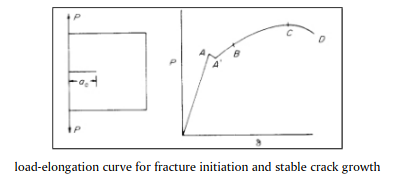 P
a₀
P
P
A
A'
B
C
D
load-elongation curve for fracture initiation and stable crack growth